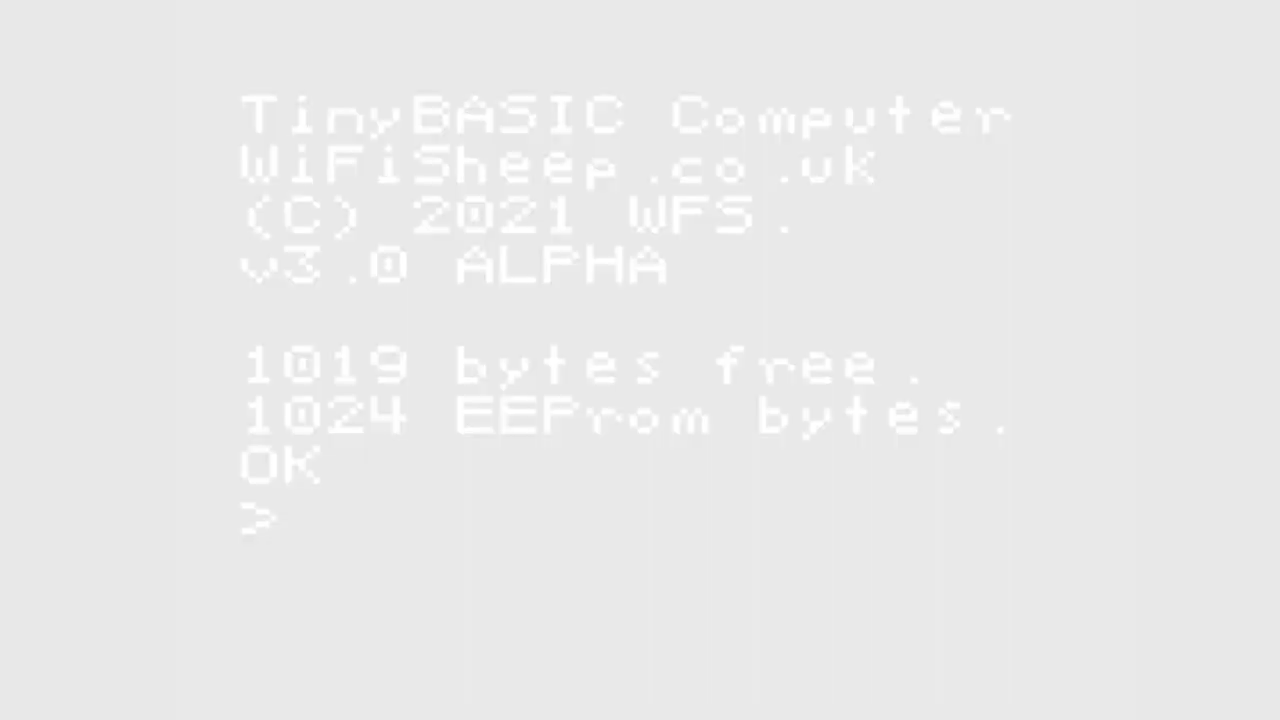 TinyBASIC Computer
WiFiSheep.co.uk
(C) 2021 WFS.
v3.0 ALPHA
1019 bytes free.
1024 EEProm bytes.
OK
>